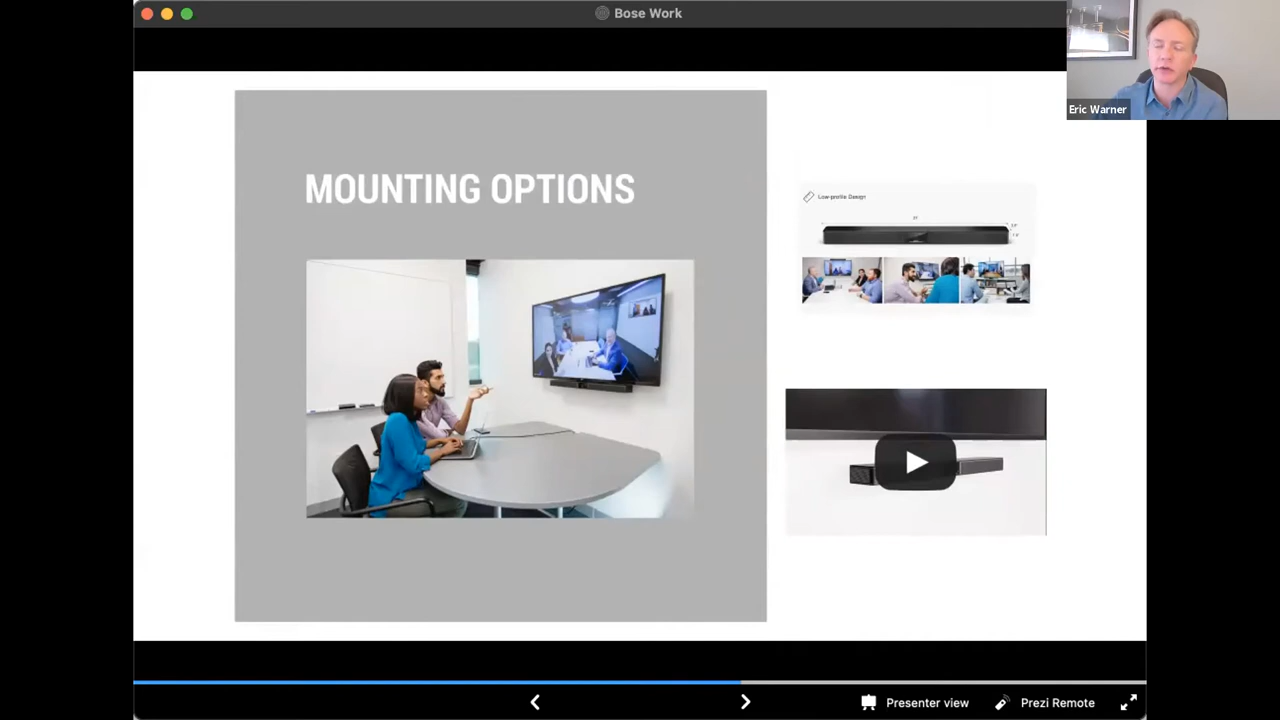 Bose Work
Eric Warner
MOUNTING OPTIONS
Low-profile Design
Presenter view
Prezi Remote